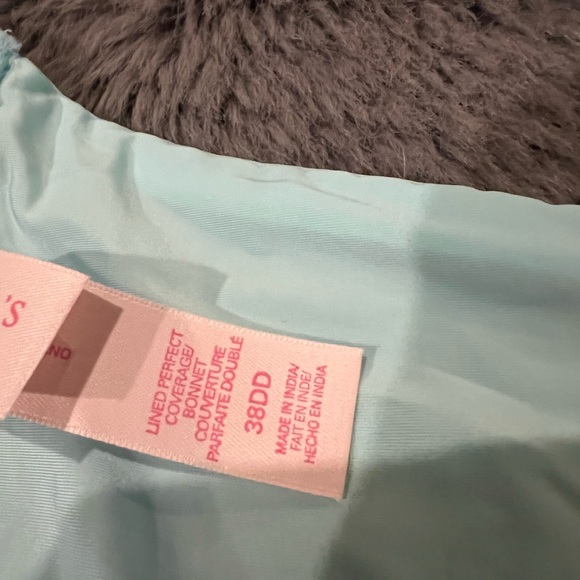 'S
NO
LINED PERFECT
COVERAGE/
BONNET
COUVERTURE
PARFAITE DOUBLÉ
38DD
MADE IN INDIA/
FAIT EN INDE/
HECHO EN INDIA